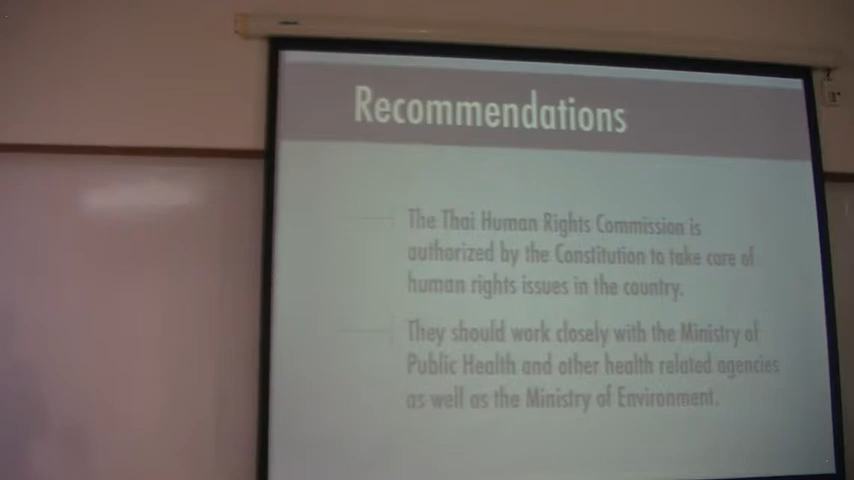 Recommendations
The Thai Human Rights Commission is
authorized by the Constitution to take care of
human rights issues in the country.
They should work closely with the Ministry of
Public Health and other health related agencies
as well as the Ministry of Environment.